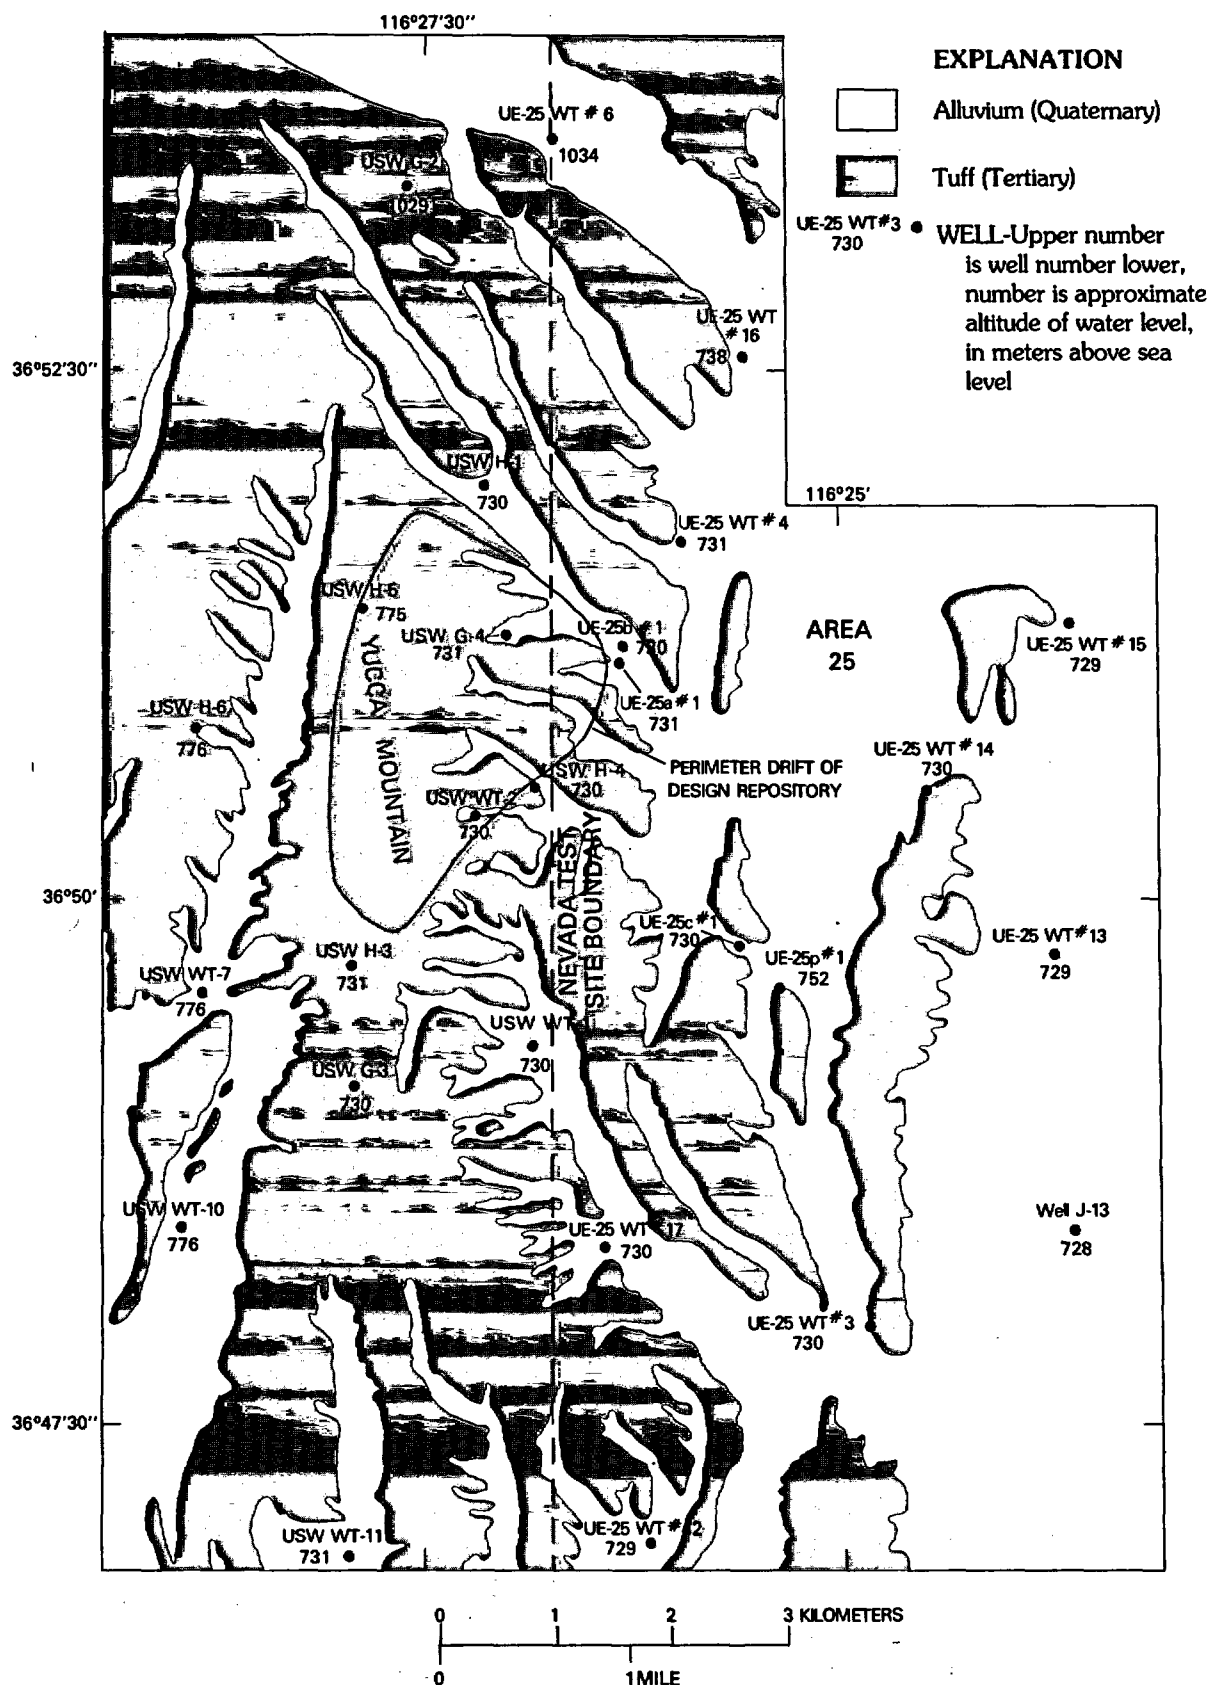 116°27'30"
EXPLANATION
Alluvium (Quaternary)
Tuff (Tertiary)
UE-25 WT#3
730
WELL-Upper number
is well number lower,
number is approximate
altitude of water level,
in meters above sea
level
UE-25 WT # 6
1034
USW G-2
1029
UE-25 WT
# 16
738
36°52'30"
USW H-1
730
116°25'
UE-25 WT # 4
731
USW H-5
775
USW G-4
731
UE-25b #1
730
UE-25a #1
731
AREA
25
UE-25 WT # 15
729
YUCCA MOUNTAIN
USW H-6
776
UE-25 WT # 14
730
PERIMETER DRIFT OF
DESIGN REPOSITORY
SW H-4
730
USW WT-2
730
NEVADA TEST
SITE BOUNDARY
36°50'
UE-25c #1
730
UE-25p #1
752
UE-25 WT #13
729
USW H-3
731
USW WT-7
776
USW WT-
730
USW G-3
730
USW WT-10
776
UE-25 WT # 17
730
Well J-13
728
UE-25 WT #3
730
36°47'30"
USW WT-11
731
UE-25 WT # 12
729
0 1 2 3 KILOMETERS
0 1 MILE